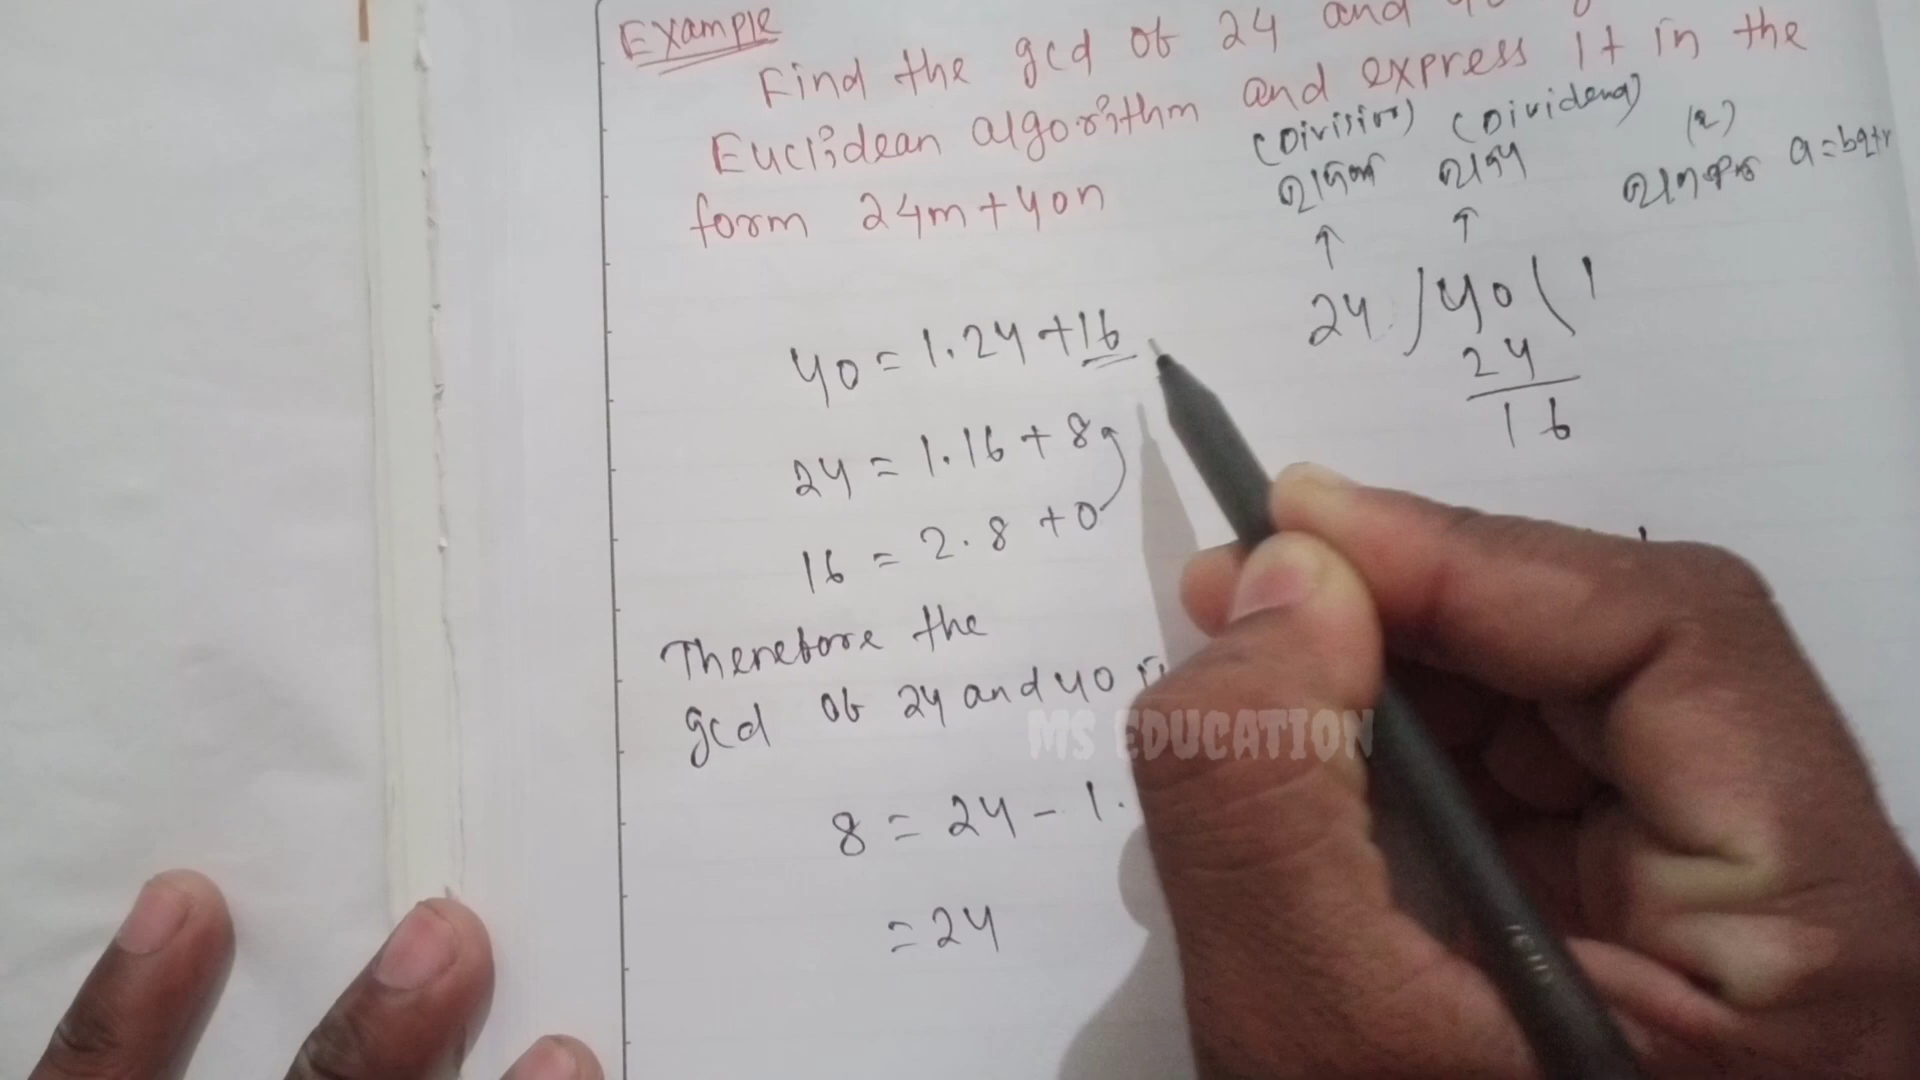 Example
Find the gcd of 24 and
Euclidean algorithm and express it in the
form 24m+40n
(Division) (Dividend)
(r)
a=bq+r
↑ ↑
24 ) 40 ( 1
24
16
40 = 1.24 + 16
24 = 1.16 + 8
16 = 2.8 + 0
Therefore the
gcd of 24 and 40
8 = 24 - 1.
= 24
MS EDUCATION